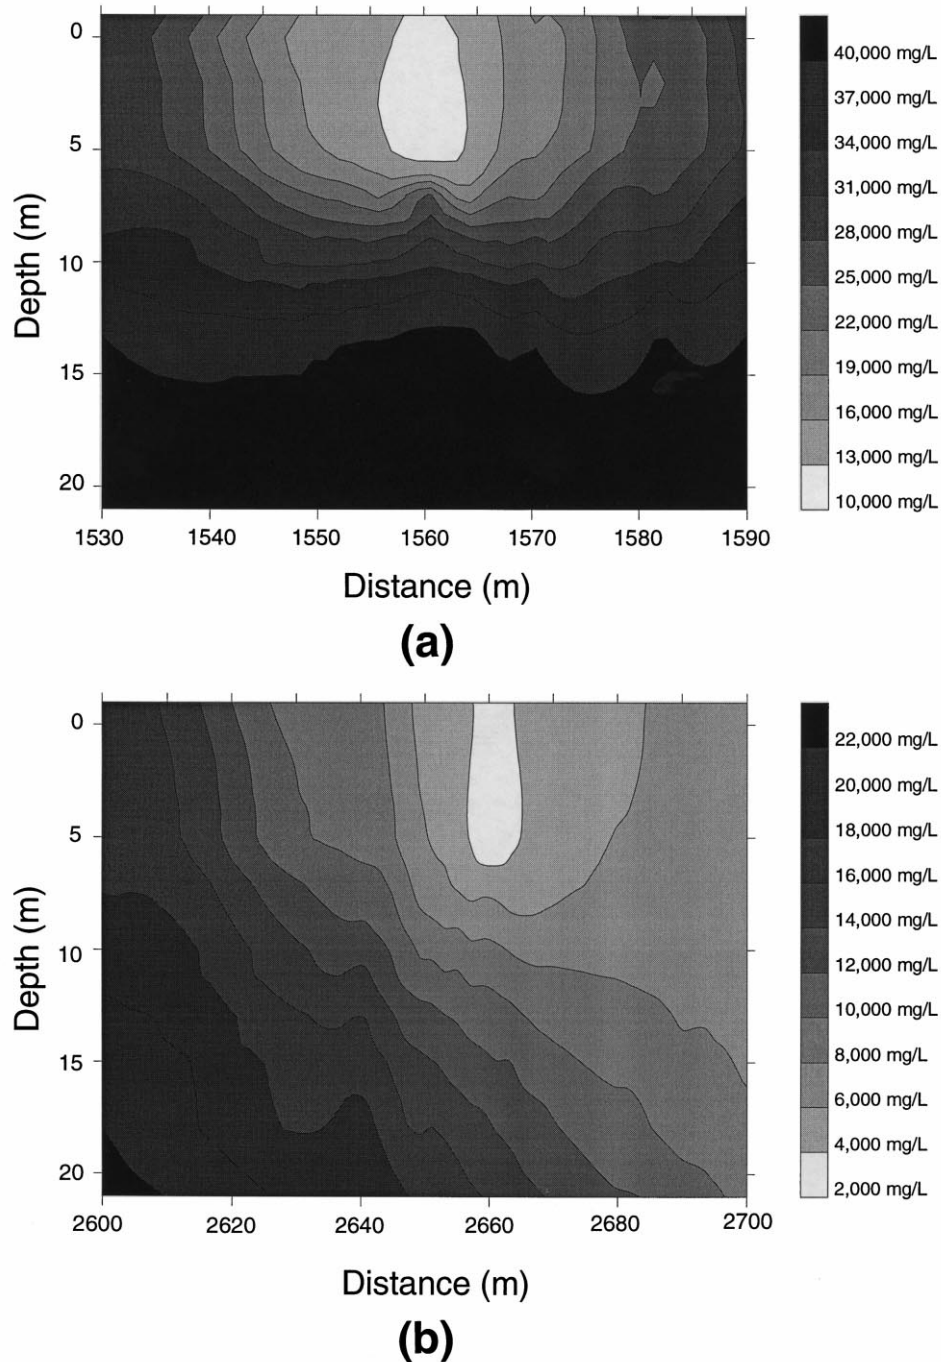 0
5
10
15
20
Depth (m)
1530 1540 1550 1560 1570 1580 1590
Distance (m)
(a)
40,000 mg/L
37,000 mg/L
34,000 mg/L
31,000 mg/L
28,000 mg/L
25,000 mg/L
22,000 mg/L
19,000 mg/L
16,000 mg/L
13,000 mg/L
10,000 mg/L
0
5
10
15
20
Depth (m)
2600 2620 2640 2660 2680 2700
Distance (m)
(b)
22,000 mg/L
20,000 mg/L
18,000 mg/L
16,000 mg/L
14,000 mg/L
12,000 mg/L
10,000 mg/L
8,000 mg/L
6,000 mg/L
4,000 mg/L
2,000 mg/L